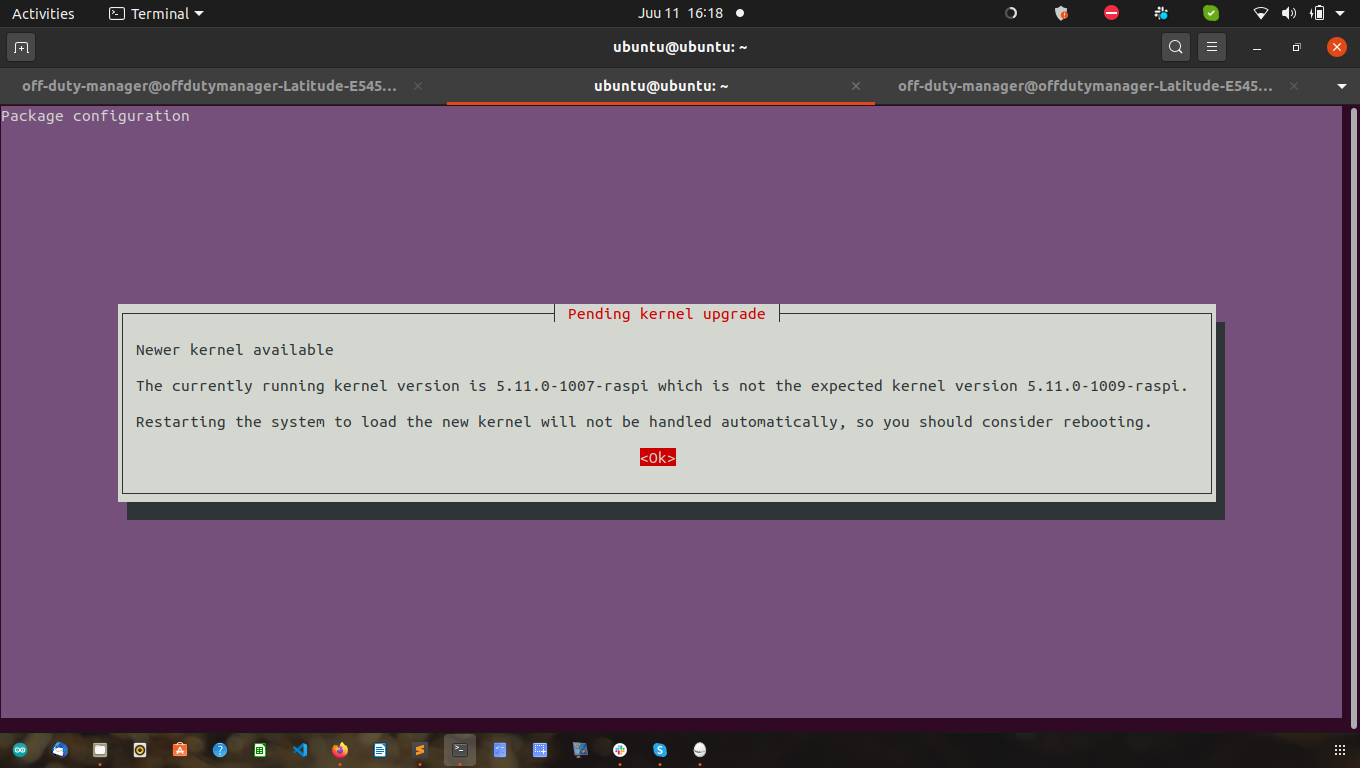 Activities
Terminal
Juu 11 16:18
ubuntu@ubuntu: ~
off-duty-manager@offdutymanager-Latitude-E545...
ubuntu@ubuntu: ~
off-duty-manager@offdutymanager-Latitude-E545...
Package configuration
Pending kernel upgrade
Newer kernel available
The currently running kernel version is 5.11.0-1007-raspi which is not the expected kernel version 5.11.0-1009-raspi.
Restarting the system to load the new kernel will not be handled automatically, so you should consider rebooting.
<Ok>